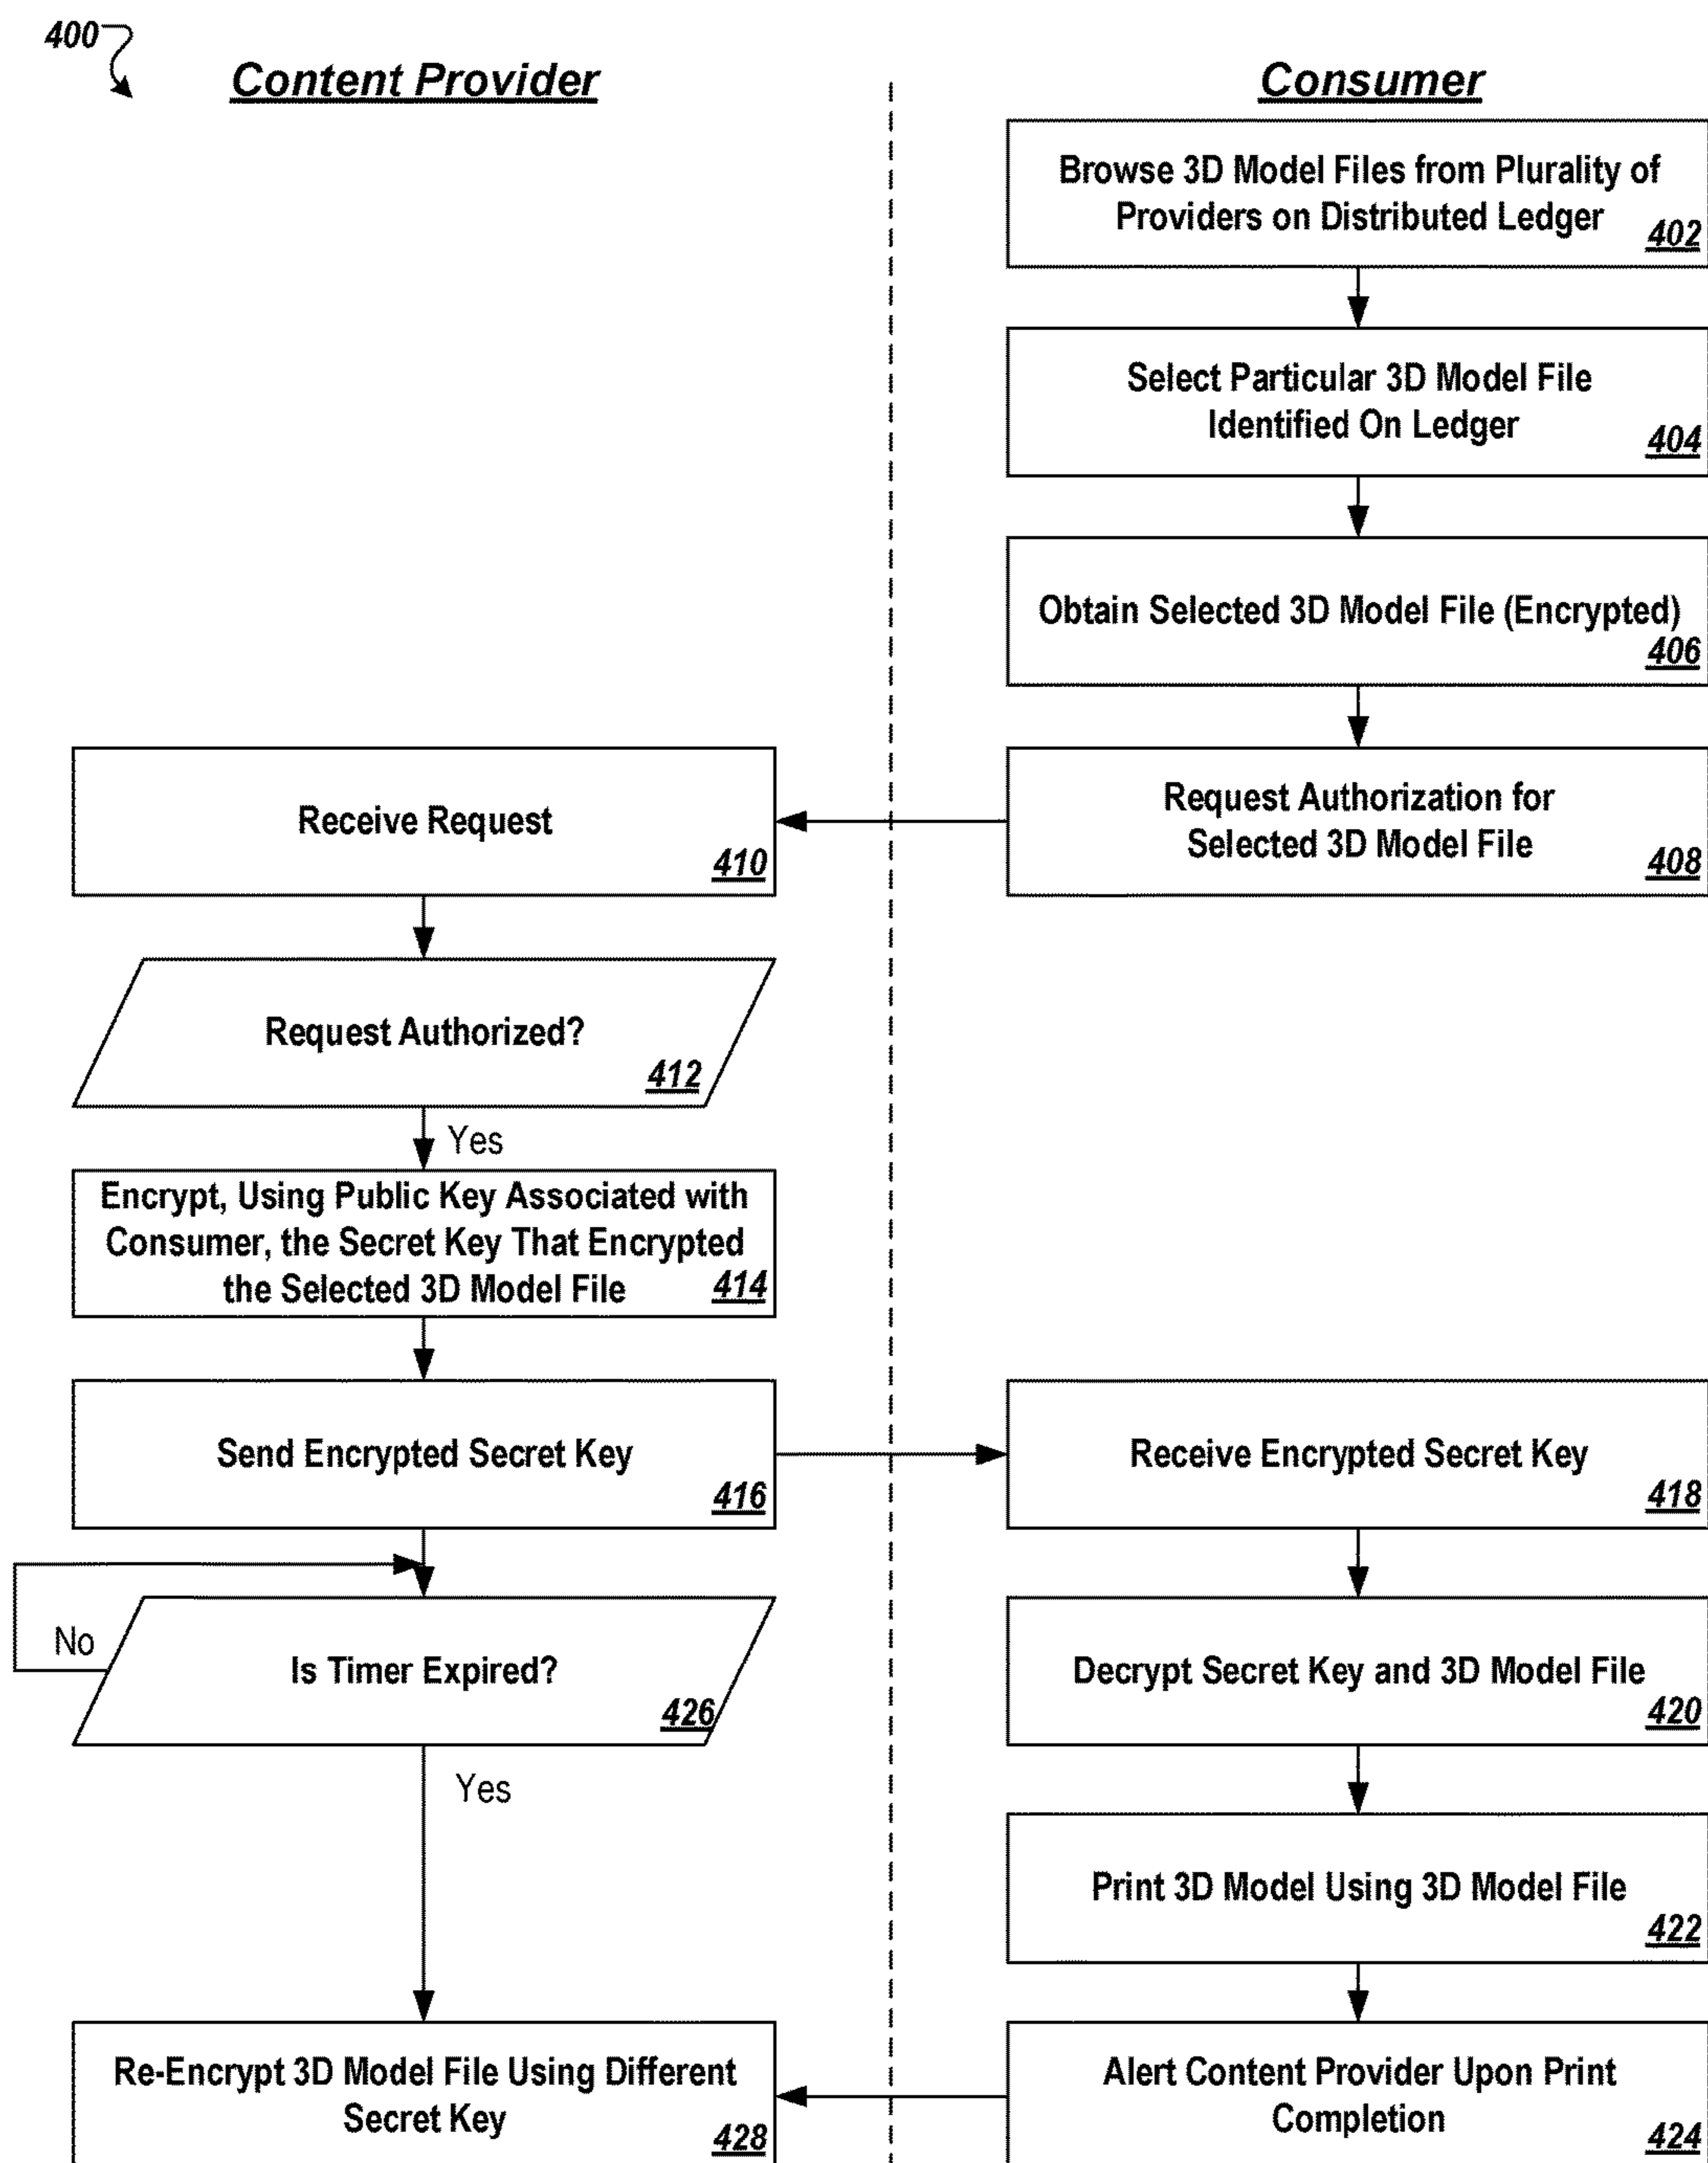 400
Content Provider
Consumer
Browse 3D Model Files from Plurality of
Providers on Distributed Ledger
402
Select Particular 3D Model File
Identified On Ledger
404
Obtain Selected 3D Model File (Encrypted)
406
Request Authorization for
Selected 3D Model File
408
Receive Request
410
Request Authorized?
412
Yes
Encrypt, Using Public Key Associated with
Consumer, the Secret Key That Encrypted
the Selected 3D Model File
414
Send Encrypted Secret Key
416
Receive Encrypted Secret Key
418
Is Timer Expired?
426
No
Yes
Decrypt Secret Key and 3D Model File
420
Print 3D Model Using 3D Model File
422
Alert Content Provider Upon Print
Completion
424
Re-Encrypt 3D Model File Using Different
Secret Key
428